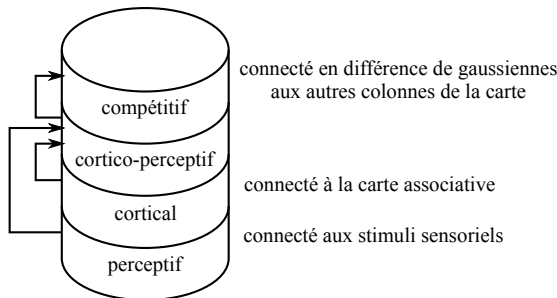 connecté en différence de gaussiennes
aux autres colonnes de la carte
compétitif
cortico-perceptif
connecté à la carte associative
cortical
connecté aux stimuli sensoriels
perceptif